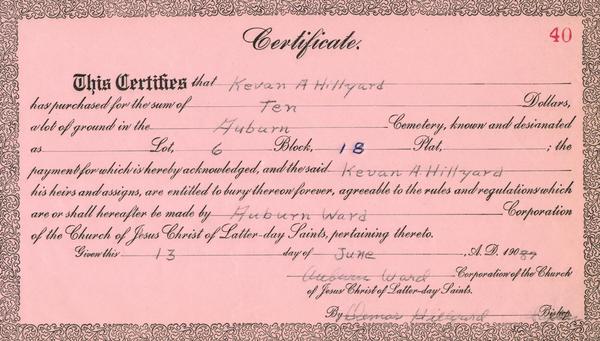 40
Certificate.
This Certifies that Kevan A Hillyard
has purchased for the sum of Ten Dollars,
a lot of ground in the Auburn Cemetery, known and desianated
as Lot, 6 Block, 18 Plat, ; the
payment for which is hereby acknowledged, and the said Kevan A. Hillyard
his heirs and assigns, are entitled to bury thereon forever, agreeable to the rules and regulations which
are or shall hereafter be made by Auburn Ward Corporation
of the Church of Jesus Christ of Latter-day Saints, pertaining thereto.
Given this 13 day of June , A. D. 190
Auburn Ward Corporation of the Church
of Jesus Christ of Latter-day Saints.
By Hillyard Bishop